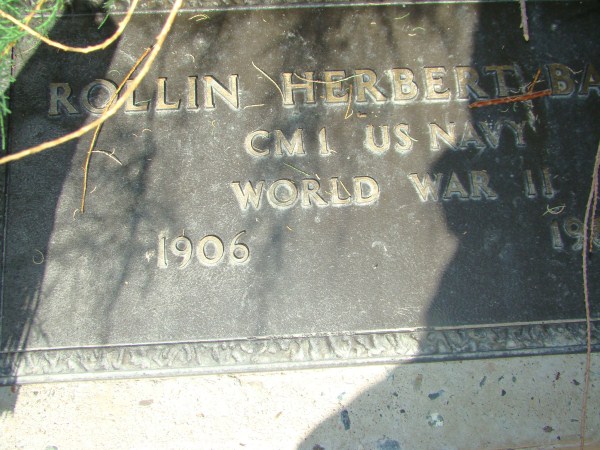 ROLLIN HERBERT
CM1 US NAVY
WORLD WAR II
1906